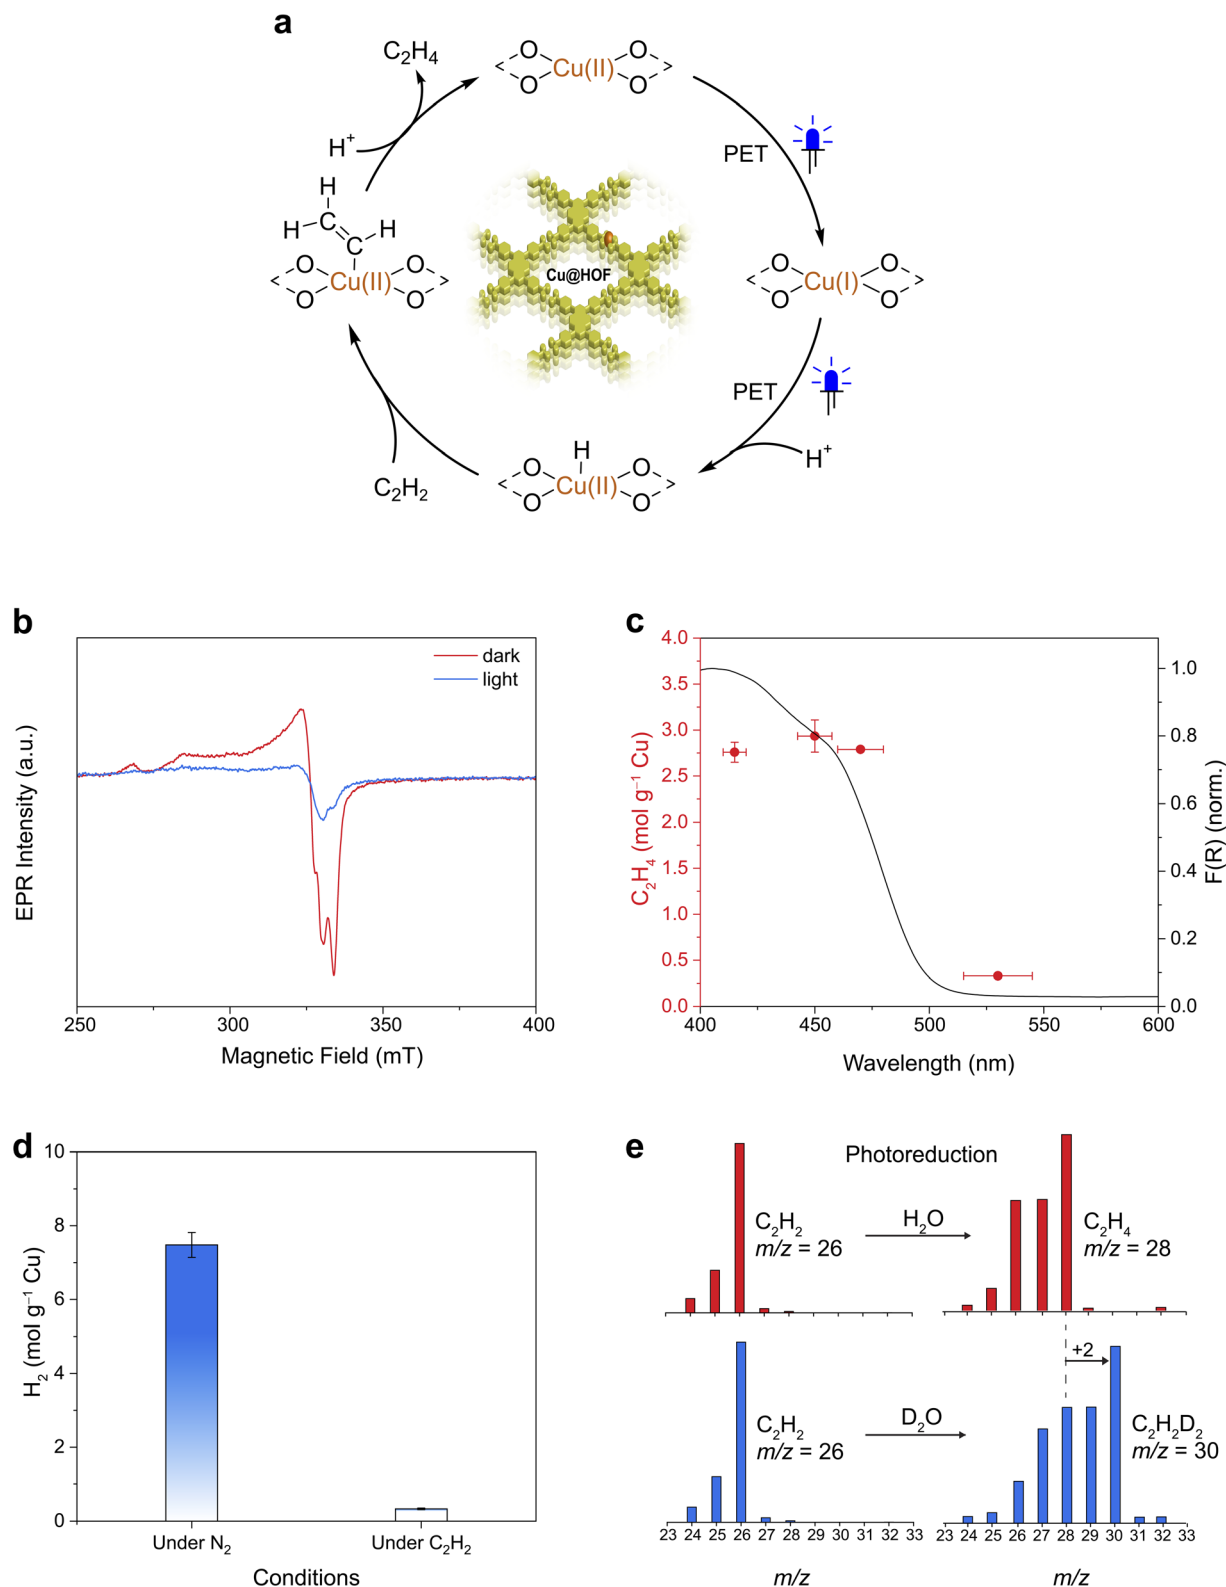 a
C₂H₄
H⁺
O O
Cu(II)
O O
PET
H
H C H
C
O O
Cu(II)
O O
Cu@HOF
O O
Cu(I)
O O
PET
H⁺
H
O O
Cu(II)
O O
C₂H₂
b
dark
light
EPR Intensity (a.u.)
250 300 350 400
Magnetic Field (mT)
c
4.0
3.5
3.0
2.5
2.0
1.5
1.0
0.5
0.0
C₂H₄ (mol g⁻¹ Cu)
1.0
0.8
0.6
0.4
0.2
0.0
F(R) (norm.)
400 450 500 550 600
Wavelength (nm)
d
10
8
6
4
2
0
H₂ (mol g⁻¹ Cu)
Under N₂ Under C₂H₂
Conditions
e
Photoreduction
C₂H₂
m/z = 26
H₂O
C₂H₄
m/z = 28
+2
C₂H₂
m/z = 26
D₂O
C₂H₂D₂
m/z = 30
23 24 25 26 27 28 29 30 31 32 33
23 24 25 26 27 28 29 30 31 32 33
m/z
m/z